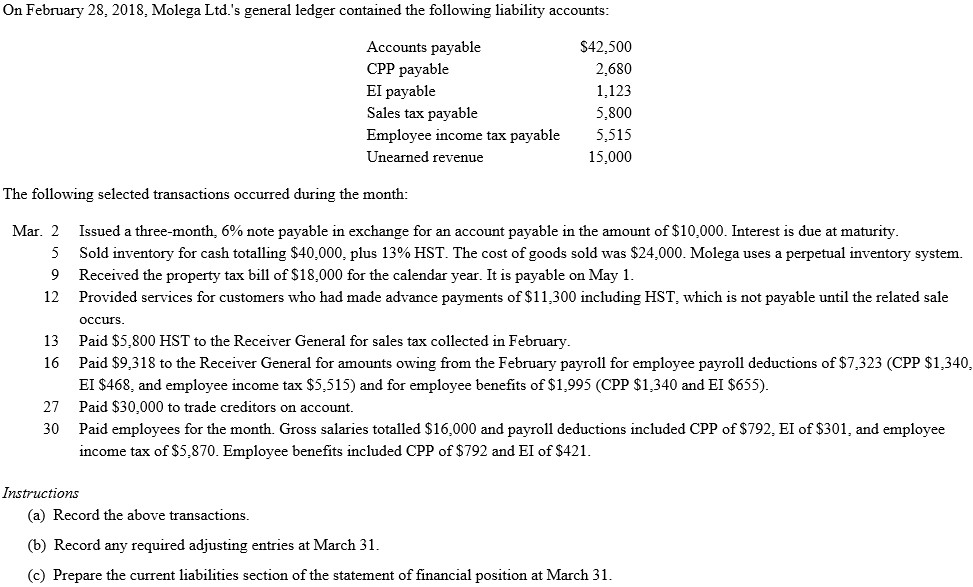 On February 28, 2018, Molega Ltd.'s general ledger contained the following liability accounts:
Accounts payable $42,500
CPP payable 2,680
EI payable 1,123
Sales tax payable 5,800
Employee income tax payable 5,515
Unearned revenue 15,000
The following selected transactions occurred during the month:
Mar. 2 Issued a three-month, 6% note payable in exchange for an account payable in the amount of $10,000. Interest is due at maturity.
5 Sold inventory for cash totalling $40,000, plus 13% HST. The cost of goods sold was $24,000. Molega uses a perpetual inventory system.
9 Received the property tax bill of $18,000 for the calendar year. It is payable on May 1.
12 Provided services for customers who had made advance payments of $11,300 including HST, which is not payable until the related sale
occurs.
13 Paid $5,800 HST to the Receiver General for sales tax collected in February.
16 Paid $9,318 to the Receiver General for amounts owing from the February payroll for employee payroll deductions of $7,323 (CPP $1,340,
EI $468, and employee income tax $5,515) and for employee benefits of $1,995 (CPP $1,340 and EI $655).
27 Paid $30,000 to trade creditors on account.
30 Paid employees for the month. Gross salaries totalled $16,000 and payroll deductions included CPP of $792, EI of $301, and employee
income tax of $5,870. Employee benefits included CPP of $792 and EI of $421.
Instructions
(a) Record the above transactions.
(b) Record any required adjusting entries at March 31.
(c) Prepare the current liabilities section of the statement of financial position at March 31.